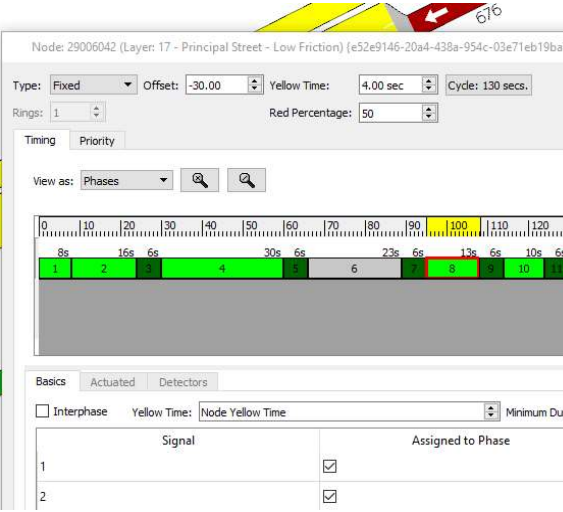 676
Node: 29006042 (Layer: 17 - Principal Street - Low Friction) {e52e9146-20a4-438a-954c-03e71eb19ba
Type: Fixed Offset: -30.00 Yellow Time: 4.00 sec Cycle: 130 secs.
Rings: 1 Red Percentage: 50
Timing Priority
View as: Phases
0 10 20 30 40 50 60 70 80 90 100 110 120
8s 16s 6s 30s 6s 23s 6s 13s 6s 10s 6s
1 2 3 4 5 6 7 8 9 10 11
Basics Actuated Detectors
Interphase Yellow Time: Node Yellow Time Minimum Du
Signal Assigned to Phase
1
2